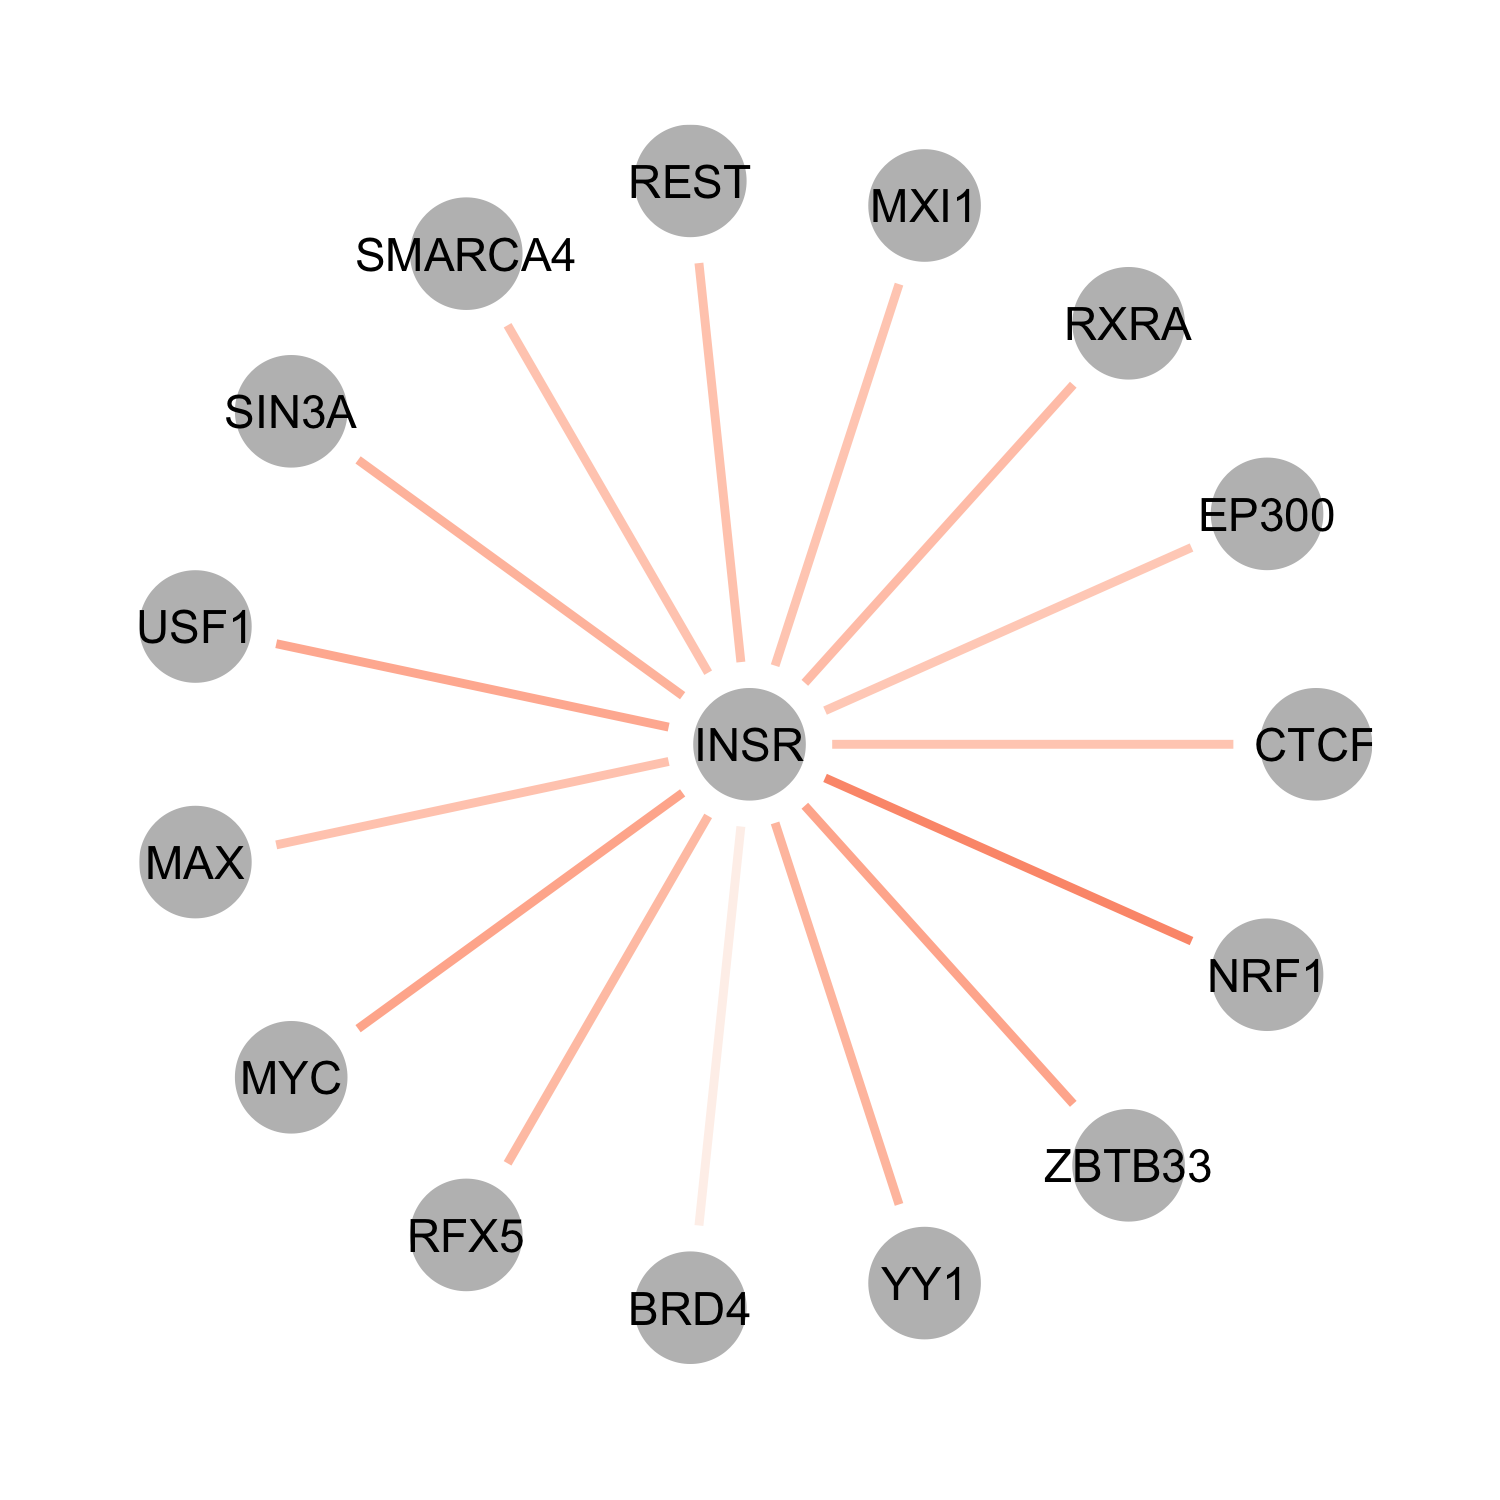 REST
MXI1
SMARCA4
RXRA
SIN3A
EP300
USF1
INSR
CTCF
MAX
NRF1
MYC
ZBTB33
RFX5
YY1
BRD4